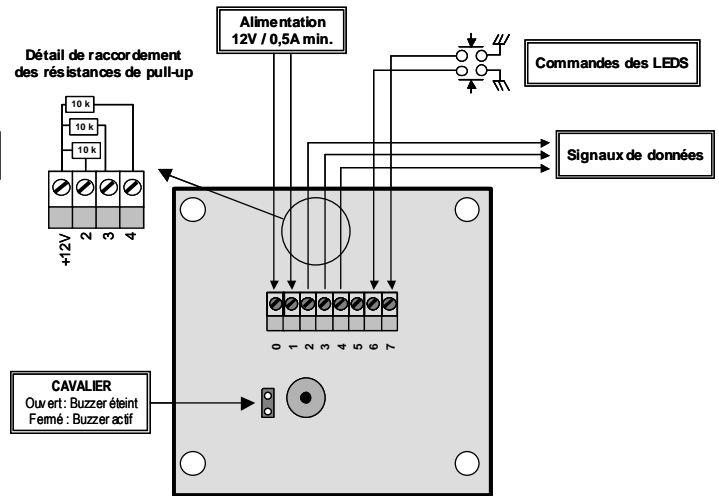 Alimentation
12V / 0,5A min.
Détail de raccordement
des résistances de pull-up
Commandes des LEDS
10 k
10 k
10 k
Signaux de données
+12V
2
3
4
0
1
2
3
4
5
6
7
CAVALIER
Ouvert : Buzzer éteint
Fermé : Buzzer actif